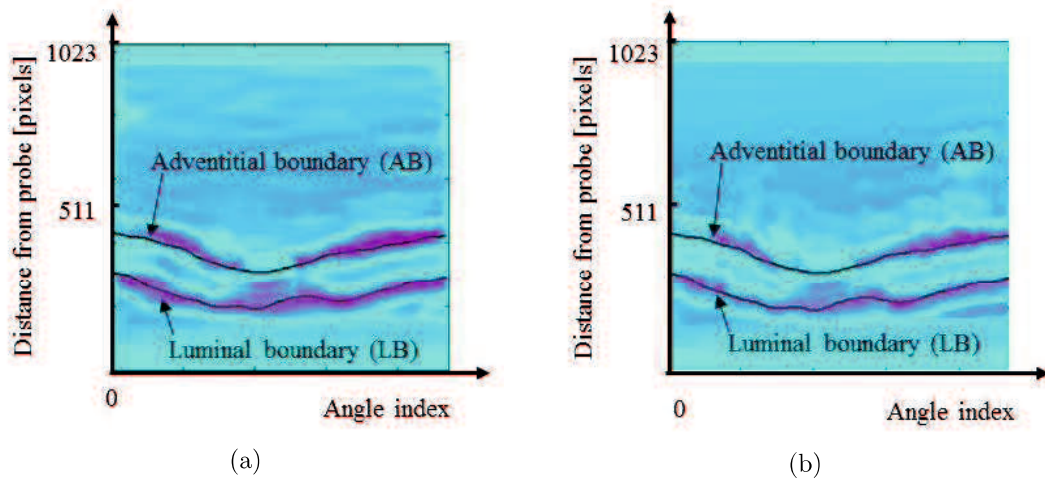 1023
Distance from probe [pixels]
Adventitial boundary (AB)
511
Luminal boundary (LB)
0
Angle index
(a)
1023
Distance from probe [pixels]
Adventitial boundary (AB)
511
Luminal boundary (LB)
0
Angle index
(b)